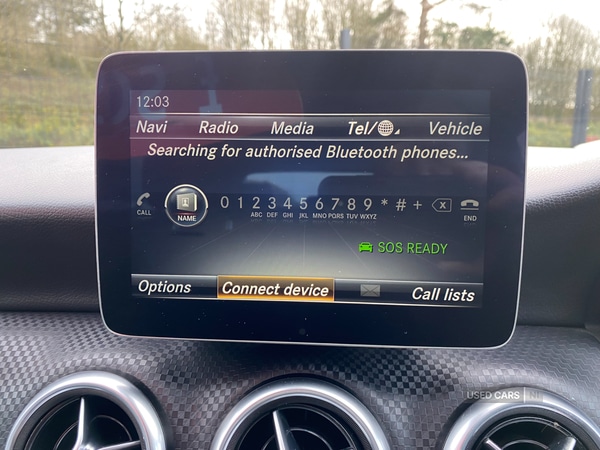 12:03
Navi Radio Media Tel/ Vehicle
Searching for authorised Bluetooth phones...
CALL NAME 0 1 2 3 4 5 6 7 8 9 * # + END
ABC DEF GHI JKL MNO PQRS TUV WXYZ
SOS READY
Options Connect device Call lists
USED CARS